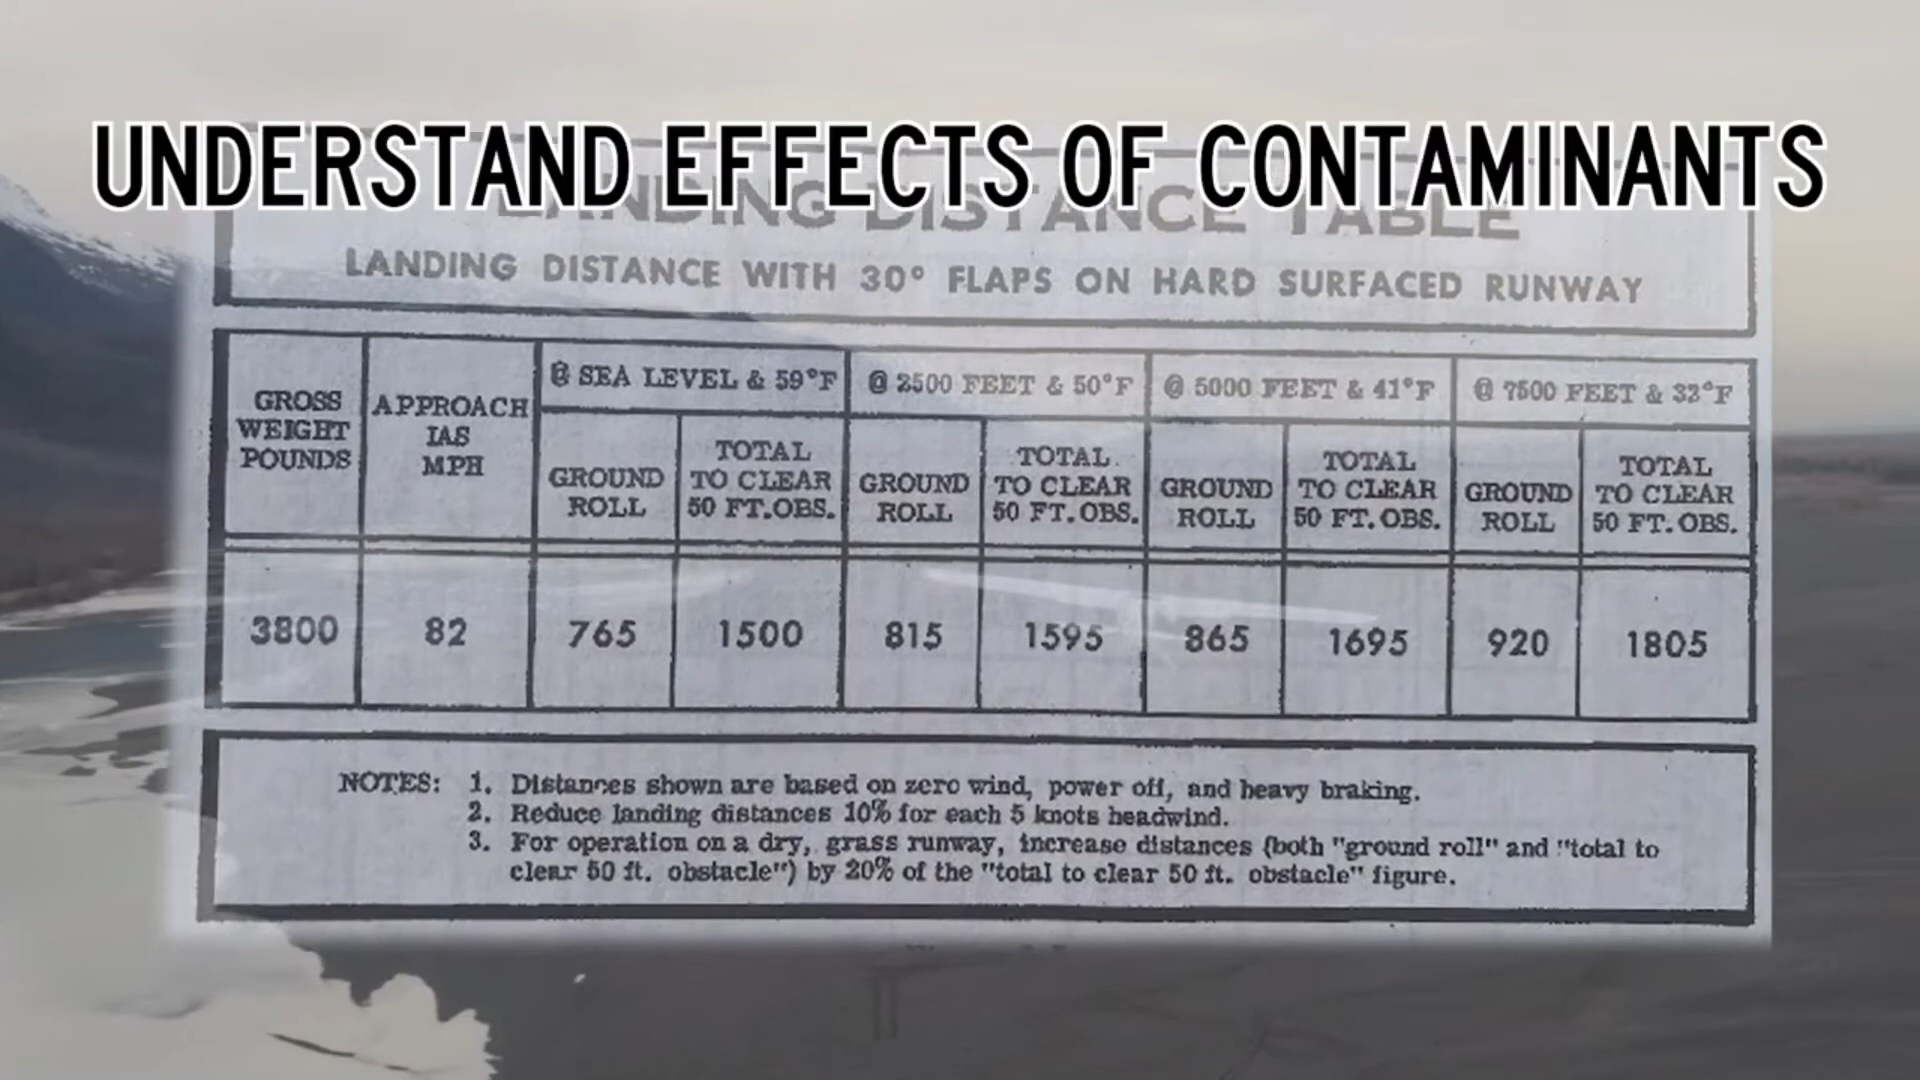 UNDERSTAND EFFECTS OF CONTAMINANTS
LANDING DISTANCE TABLE
LANDING DISTANCE WITH 30° FLAPS ON HARD SURFACED RUNWAY
GROSS WEIGHT POUNDS
APPROACH IAS MPH
@ SEA LEVEL & 59°F
@ 2500 FEET & 50°F
@ 5000 FEET & 41°F
@ 7500 FEET & 32°F
GROUND ROLL
TOTAL TO CLEAR 50 FT. OBS.
GROUND ROLL
TOTAL TO CLEAR 50 FT. OBS.
GROUND ROLL
TOTAL TO CLEAR 50 FT. OBS.
GROUND ROLL
TOTAL TO CLEAR 50 FT. OBS.
3800 82 765 1500 815 1595 865 1695 920 1805
NOTES: 1. Distances shown are based on zero wind, power off, and heavy braking.
2. Reduce landing distances 10% for each 5 knots headwind.
3. For operation on a dry, grass runway, increase distances (both "ground roll" and "total to
clear 50 ft. obstacle") by 20% of the "total to clear 50 ft. obstacle" figure.